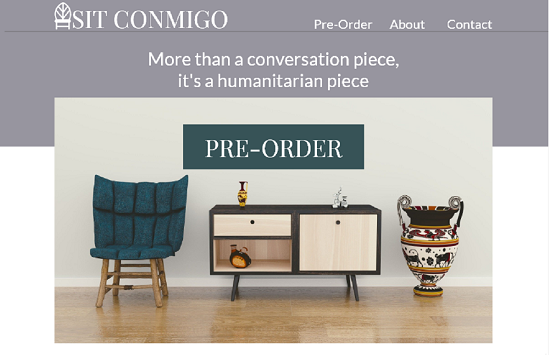 SIT CONMIGO
Pre-Order About Contact
More than a conversation piece,
it's a humanitarian piece
PRE-ORDER